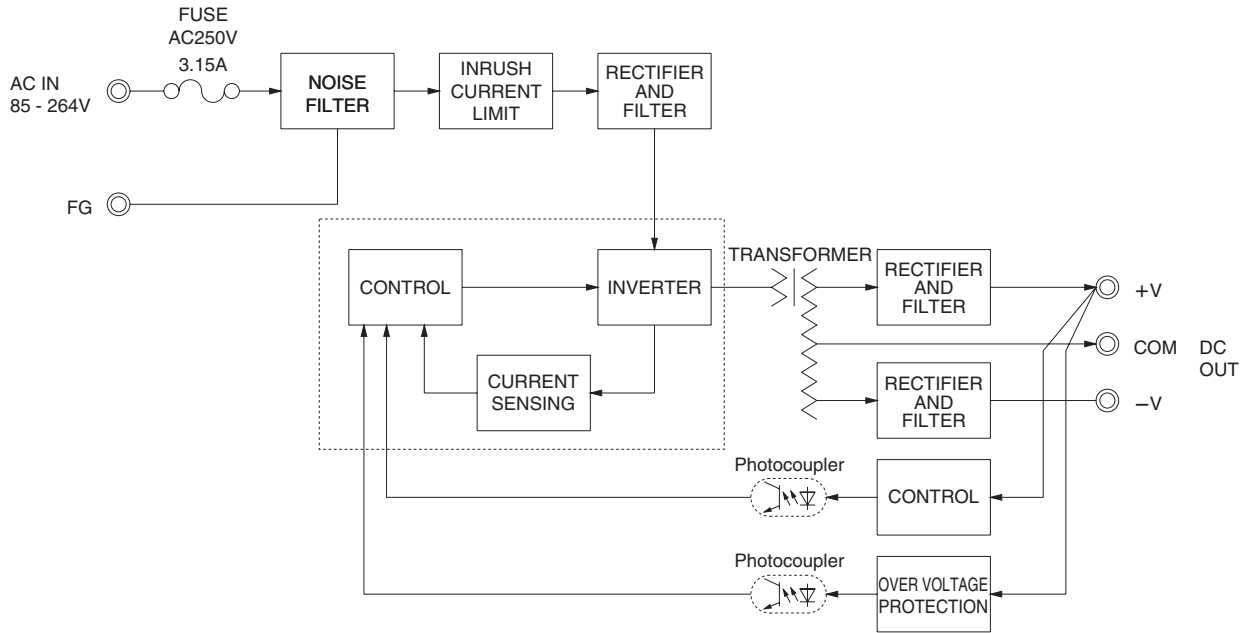 FUSE
AC250V
3.15A
AC IN
85 - 264V
NOISE
FILTER
INRUSH
CURRENT
LIMIT
RECTIFIER
AND
FILTER
FG
CONTROL
INVERTER
TRANSFORMER
RECTIFIER
AND
FILTER
+V
COM
DC
OUT
CURRENT
SENSING
RECTIFIER
AND
FILTER
−V
Photocoupler
CONTROL
Photocoupler
OVER VOLTAGE
PROTECTION